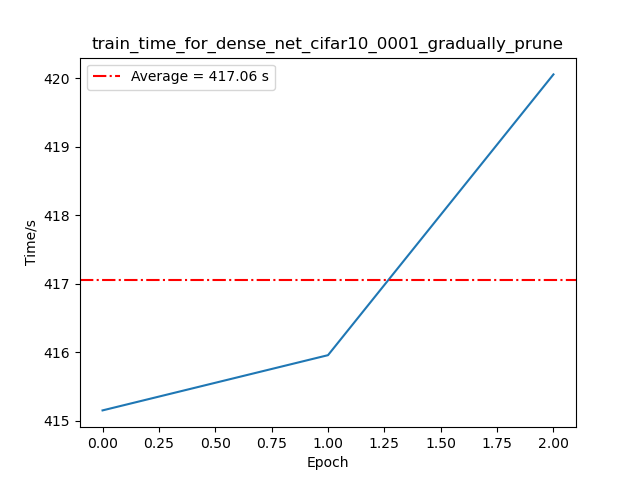 train_time_for_dense_net_cifar10_0001_gradually_prune
Average = 417.06 s
Time/s
420
419
418
417
416
415
0.00 0.25 0.50 0.75 1.00 1.25 1.50 1.75 2.00
Epoch